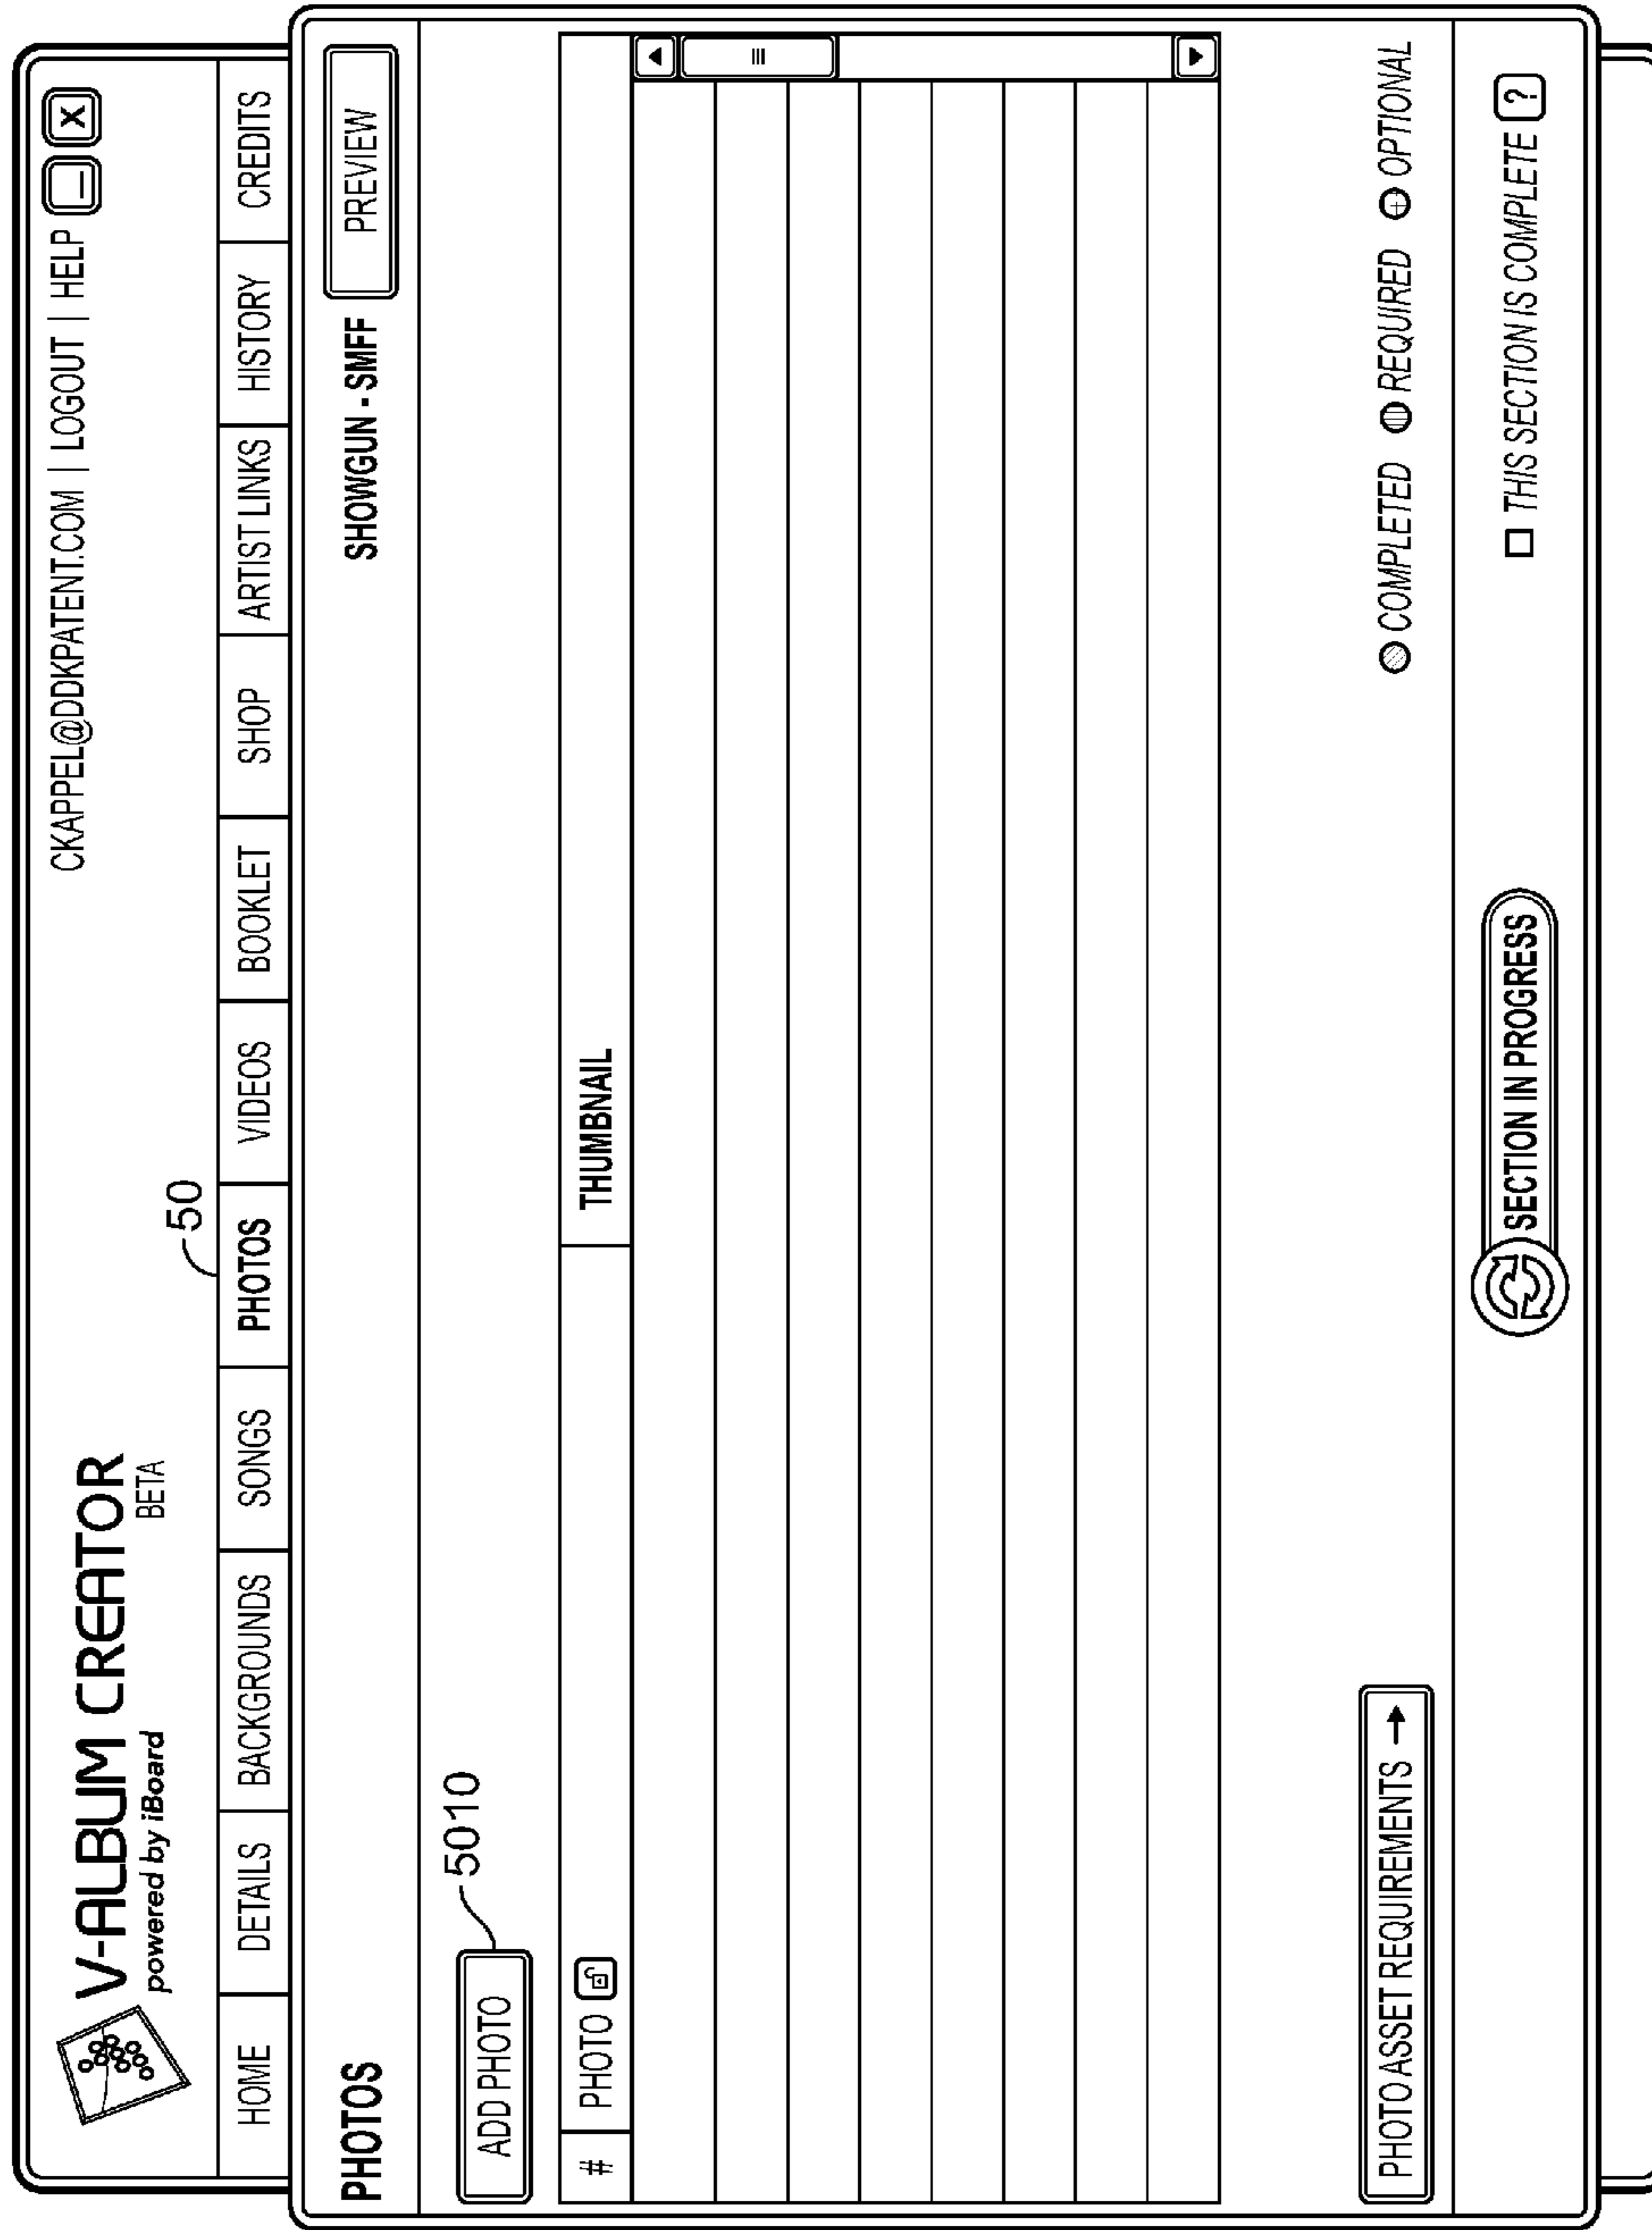 CKAPPEL@DDKPATENT.COM | LOGOUT | HELP _ X
V-ALBUM CREATOR
powered by iBoard
BETA
50
HOME DETAILS BACKGROUNDS SONGS PHOTOS VIDEOS BOOKLET SHOP ARTIST LINKS HISTORY CREDITS
PHOTOS SHOWGUN - SMFF PREVIEW
5010
ADD PHOTO
# PHOTO THUMBNAIL
PHOTO ASSET REQUIREMENTS → COMPLETED REQUIRED OPTIONAL
SECTION IN PROGRESS THIS SECTION IS COMPLETE ?